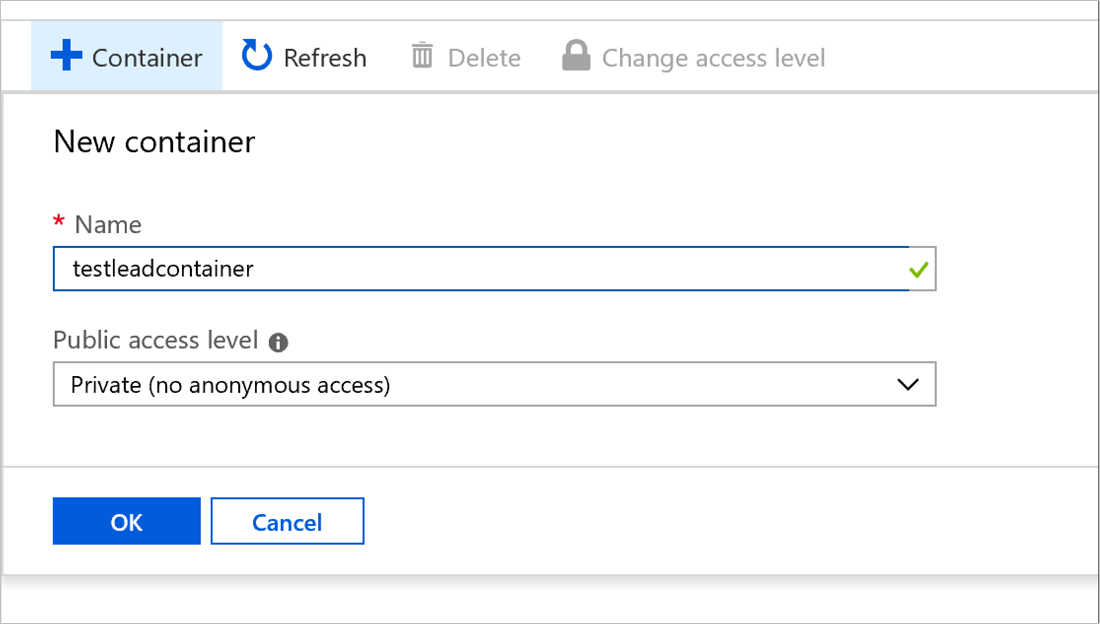 Container Refresh Delete Change access level
New container
* Name
testleadcontainer
Public access level
Private (no anonymous access)
OK Cancel